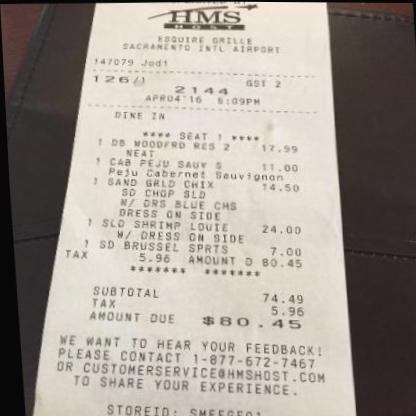 HMS
HOST
ESQUIRE GRILLE
SACRAMENTO INTL AIRPORT
147079 Jodi
126/1 GST 2
2144
APR04'16 6:09PM
DINE IN
**** SEAT 1 ****
1 DB WOODFRD RES 2 17.99
NEAT
1 CAB PEJU SAUV S 11.00
Peju Cabernet Sauvignon
1 SAND GRLD CHIX 14.50
SD CHOP SLD
W/ DRS BLUE CHS
DRESS ON SIDE
1 SLD SHRIMP LOUIE 24.00
W/ DRESS ON SIDE
1 SD BRUSSEL SPRTS 7.00
TAX 5.96 AMOUNT D 80.45
******* *******
SUBTOTAL 74.49
TAX 5.96
AMOUNT DUE $80.45
WE WANT TO HEAR YOUR FEEDBACK!
PLEASE CONTACT 1-877-672-7467
OR CUSTOMERSERVICE@HMSHOST.COM
TO SHARE YOUR EXPERIENCE.
STOREID: